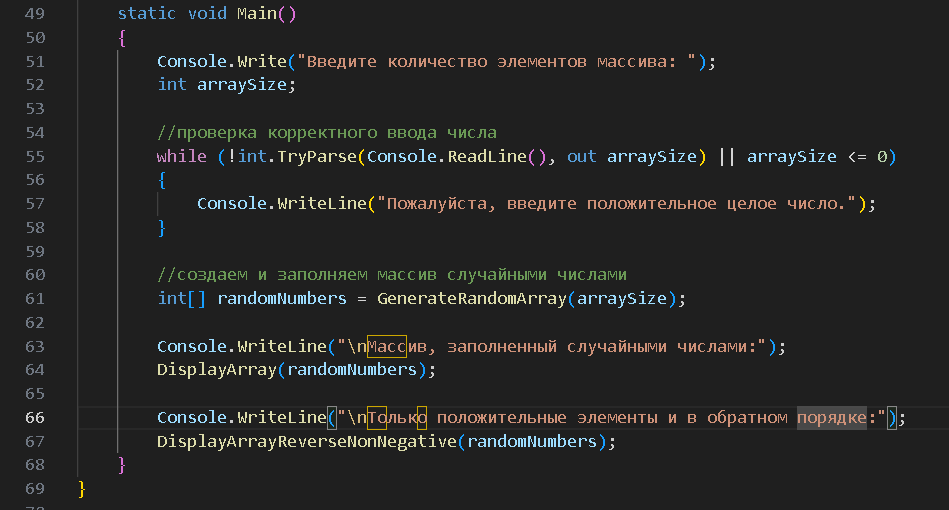 49 static void Main()
50 {
51 Console.Write("Введите количество элементов массива: ");
52 int arraySize;
53
54 //проверка корректного ввода числа
55 while (!int.TryParse(Console.ReadLine(), out arraySize) || arraySize <= 0)
56 {
57 Console.WriteLine("Пожалуйста, введите положительное целое число.");
58 }
59
60 //создаем и заполняем массив случайными числами
61 int[] randomNumbers = GenerateRandomArray(arraySize);
62
63 Console.WriteLine("\nМассив, заполненный случайными числами:");
64 DisplayArray(randomNumbers);
65
66 Console.WriteLine("\nТолько положительные элементы и в обратном порядке:");
67 DisplayArrayReverseNonNegative(randomNumbers);
68 }
69 }